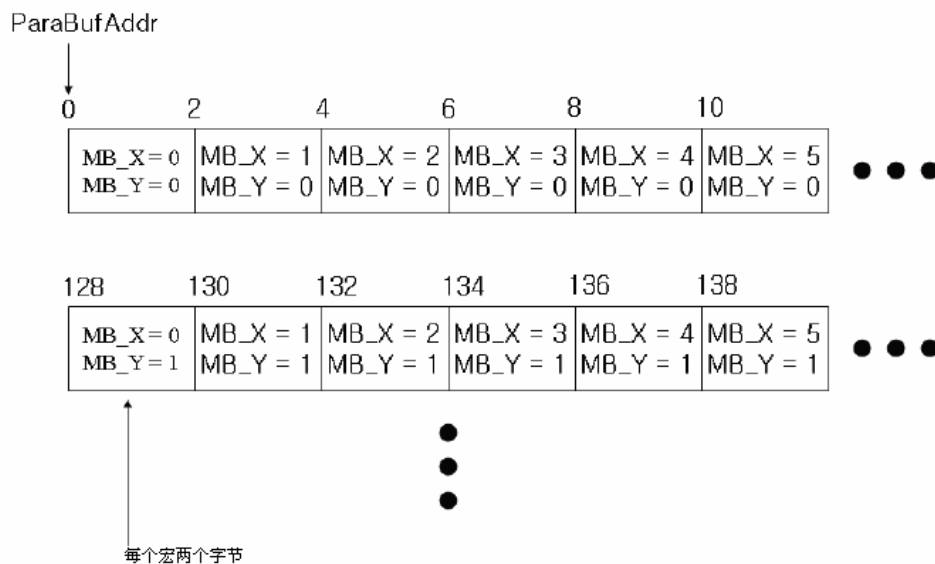 ParaBufAddr
0 2 4 6 8 10
MB_X = 0 MB_X = 1 MB_X = 2 MB_X = 3 MB_X = 4 MB_X = 5
MB_Y = 0 MB_Y = 0 MB_Y = 0 MB_Y = 0 MB_Y = 0 MB_Y = 0
128 130 132 134 136 138
MB_X = 0 MB_X = 1 MB_X = 2 MB_X = 3 MB_X = 4 MB_X = 5
MB_Y = 1 MB_Y = 1 MB_Y = 1 MB_Y = 1 MB_Y = 1 MB_Y = 1
每个宏两个字节